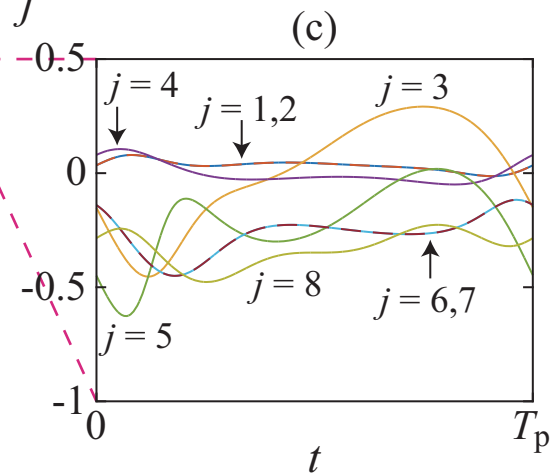 j
(c)
0.5
j = 4
j = 3
j = 1,2
0
-0.5
j = 8
j = 6,7
j = 5
-1
0
T_p
t